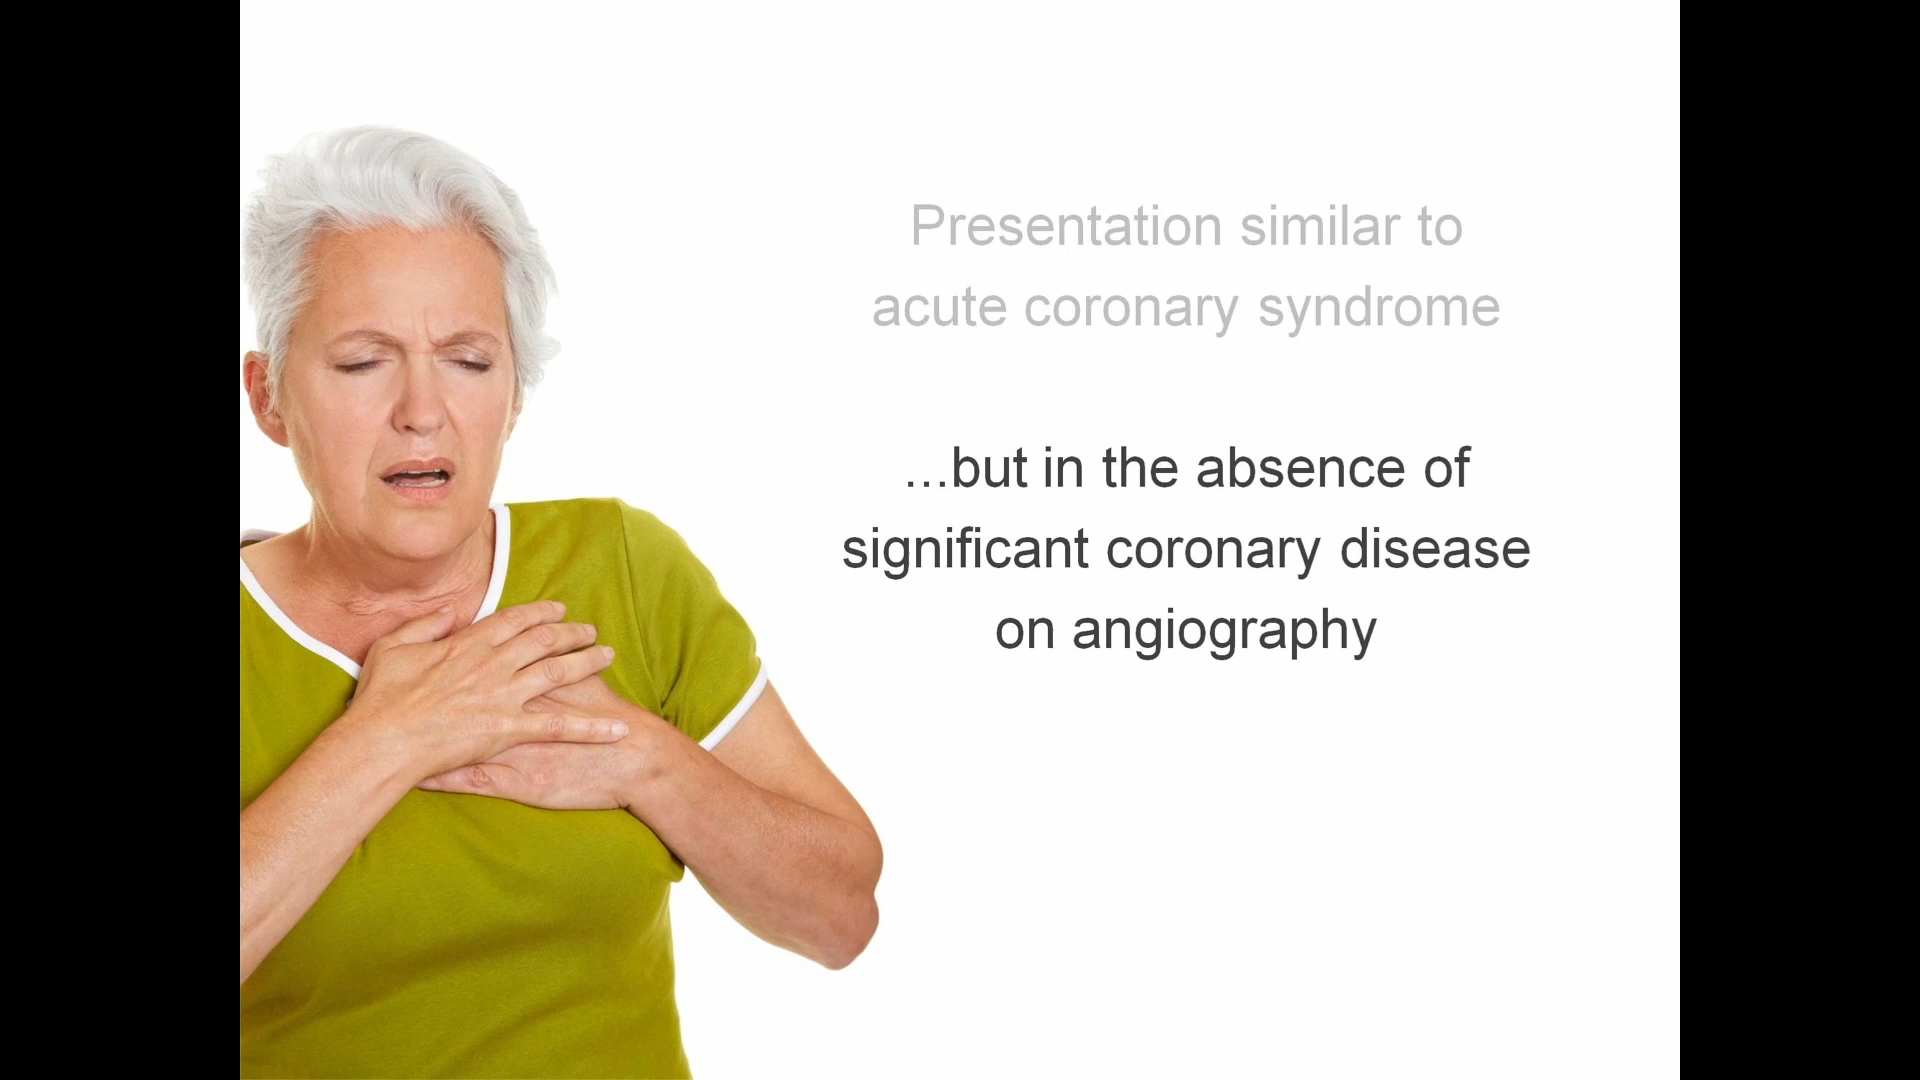 Presentation similar to
acute coronary syndrome
...but in the absence of
significant coronary disease
on angiography